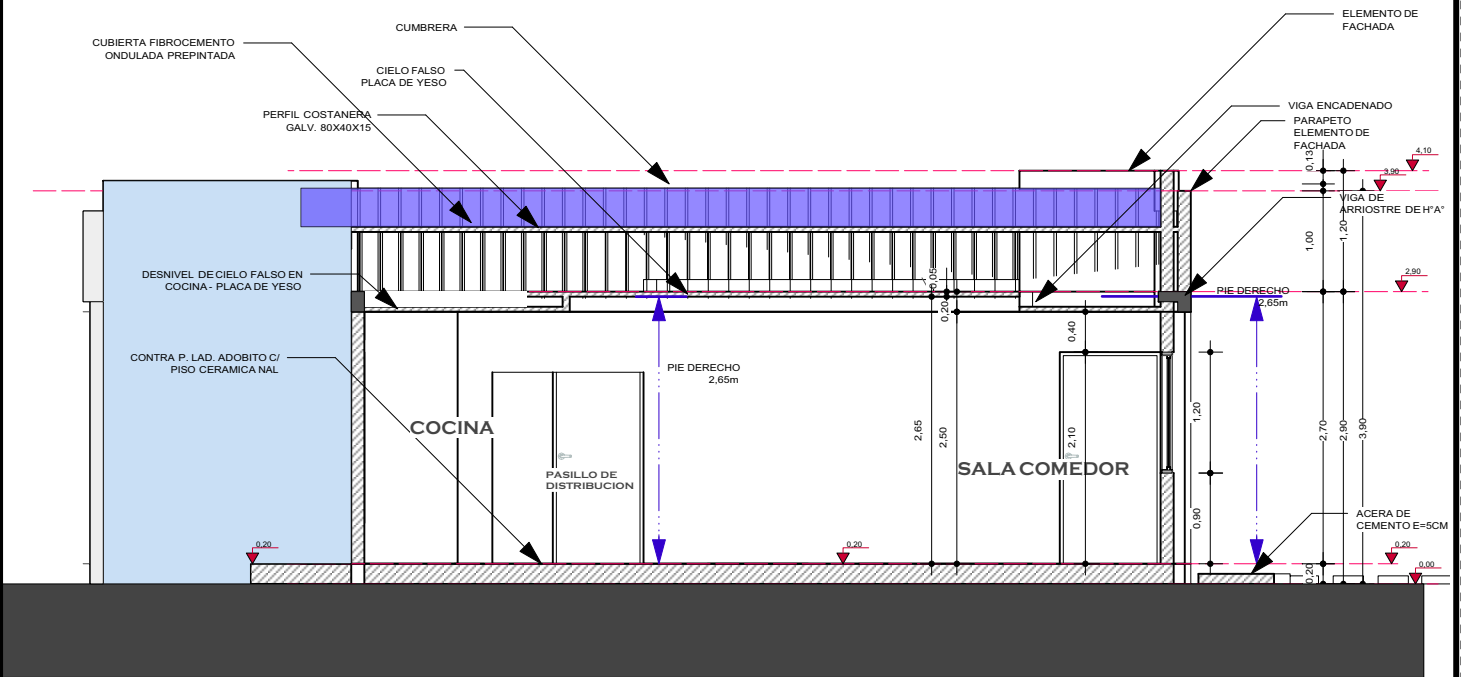 ELEMENTO DE
FACHADA
CUMBRERA
CUBIERTA FIBROCEMENTO
ONDULADA PREPINTADA
CIELO FALSO
PLACA DE YESO
PERFIL COSTANERA
GALV. 80X40X15
VIGA ENCADENADO
PARAPETO
ELEMENTO DE
FACHADA
0,13
4,10
3,90
VIGA DE
ARRIOSTRE DE H°A°
1,00
1,20
DESNIVEL DE CIELO FALSO EN
COCINA - PLACA DE YESO
0,05
0,20
2,90
PIE DERECHO
2,65m
0,40
CONTRA P. LAD. ADOBITO C/
PISO CERAMICA NAL
PIE DERECHO
2,65m
COCINA
2,65
2,50
2,10
1,20
2,70
2,90
3,90
SALA COMEDOR
PASILLO DE
DISTRIBUCION
0,90
ACERA DE
CEMENTO E=5CM
0,20
0,20
0,20
0,20
0,00